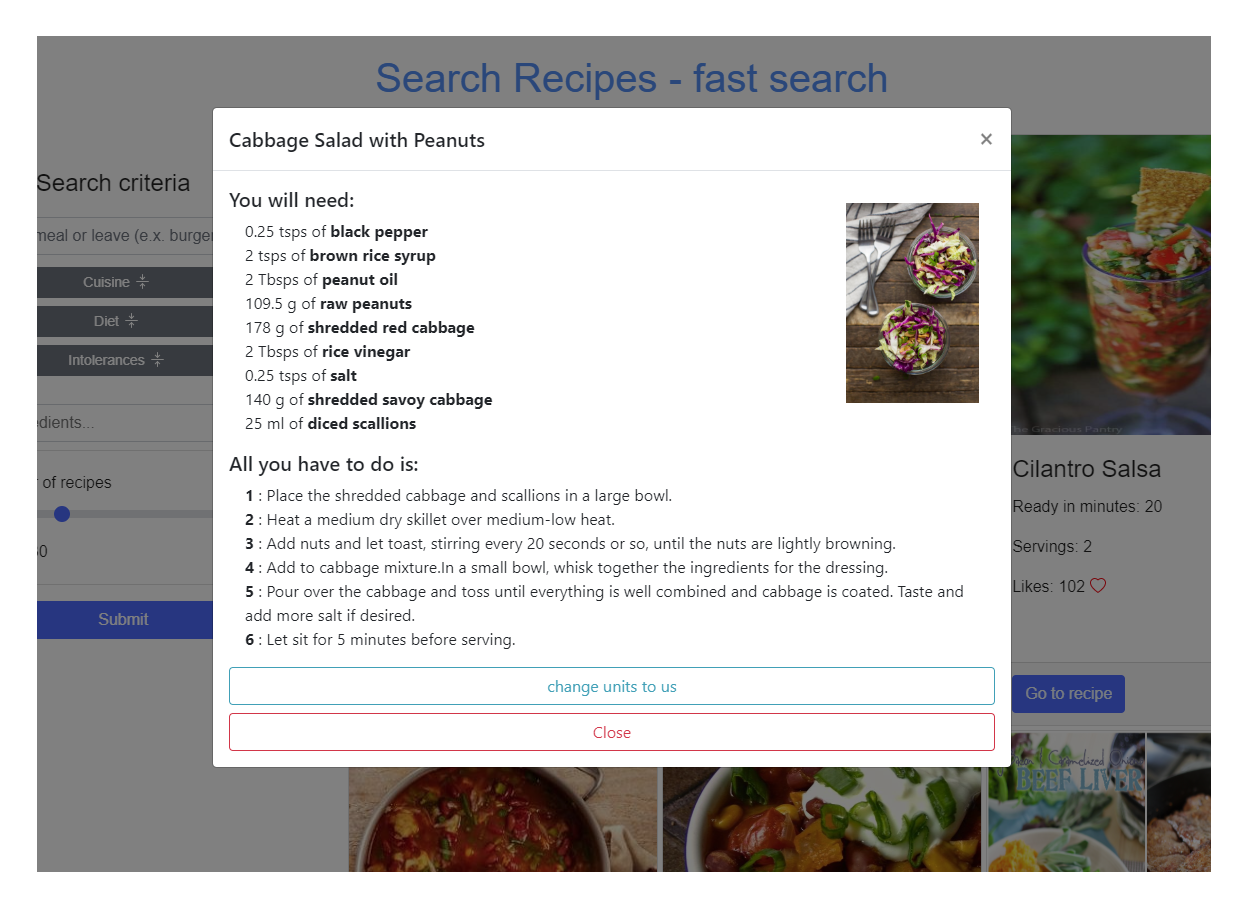 Search Recipes - fast search
Cabbage Salad with Peanuts
×
Search criteria
meal or leave (e.x. burger
Cuisine
Diet
Intolerances
edients...
of recipes
Submit
You will need:
0.25 tsps of black pepper
2 tsps of brown rice syrup
2 Tbsps of peanut oil
109.5 g of raw peanuts
178 g of shredded red cabbage
2 Tbsps of rice vinegar
0.25 tsps of salt
140 g of shredded savoy cabbage
25 ml of diced scallions
All you have to do is:
1 : Place the shredded cabbage and scallions in a large bowl.
2 : Heat a medium dry skillet over medium-low heat.
3 : Add nuts and let toast, stirring every 20 seconds or so, until the nuts are lightly browning.
4 : Add to cabbage mixture.In a small bowl, whisk together the ingredients for the dressing.
5 : Pour over the cabbage and toss until everything is well combined and cabbage is coated. Taste and
add more salt if desired.
6 : Let sit for 5 minutes before serving.
change units to us
Close
he Gracious Pantry
Cilantro Salsa
Ready in minutes: 20
Servings: 2
Likes: 102
Go to recipe
BEEF LIVER